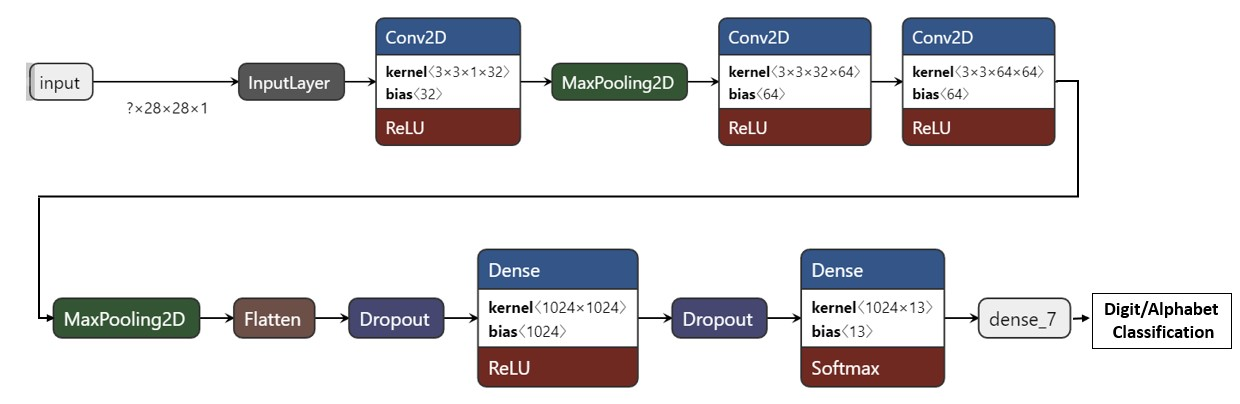 input
?×28×28×1
InputLayer
Conv2D
kernel⟨3×3×1×32⟩
bias⟨32⟩
ReLU
MaxPooling2D
Conv2D
kernel⟨3×3×32×64⟩
bias⟨64⟩
ReLU
Conv2D
kernel⟨3×3×64×64⟩
bias⟨64⟩
ReLU
MaxPooling2D
Flatten
Dropout
Dense
kernel⟨1024×1024⟩
bias⟨1024⟩
ReLU
Dropout
Dense
kernel⟨1024×13⟩
bias⟨13⟩
Softmax
dense_7
Digit/Alphabet
Classification